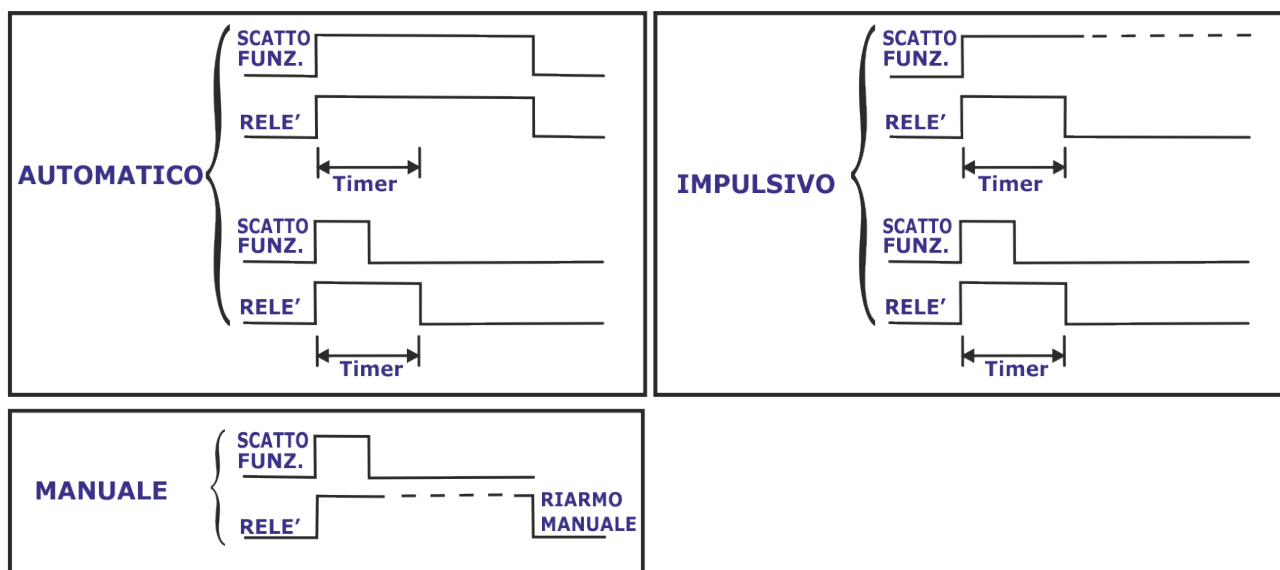 AUTOMATICO
SCATTO
FUNZ.
RELE’
Timer
SCATTO
FUNZ.
RELE’
Timer
IMPULSIVO
SCATTO
FUNZ.
RELE’
Timer
SCATTO
FUNZ.
RELE’
Timer
MANUALE
SCATTO
FUNZ.
RELE’
RIARMO
MANUALE